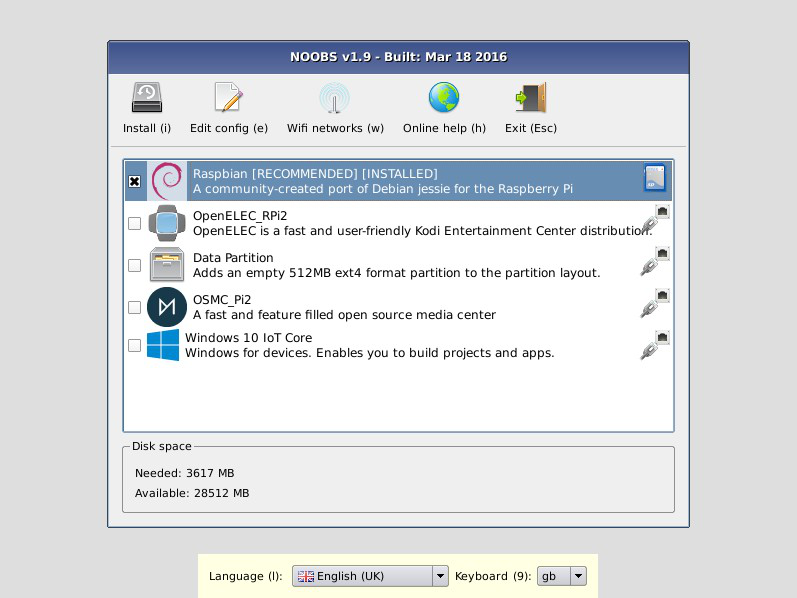 NOOBS v1.9 - Built: Mar 18 2016
Install (i) Edit config (e) Wifi networks (w) Online help (h) Exit (Esc)
Raspbian [RECOMMENDED] [INSTALLED]
A community-created port of Debian jessie for the Raspberry Pi
OpenELEC_RPi2
OpenELEC is a fast and user-friendly Kodi Entertainment Center distribution.
Data Partition
Adds an empty 512MB ext4 format partition to the partition layout.
OSMC_Pi2
A fast and feature filled open source media center
Windows 10 IoT Core
Windows for devices. Enables you to build projects and apps.
Disk space
Needed: 3617 MB
Available: 28512 MB
Language (l): English (UK) Keyboard (9): gb